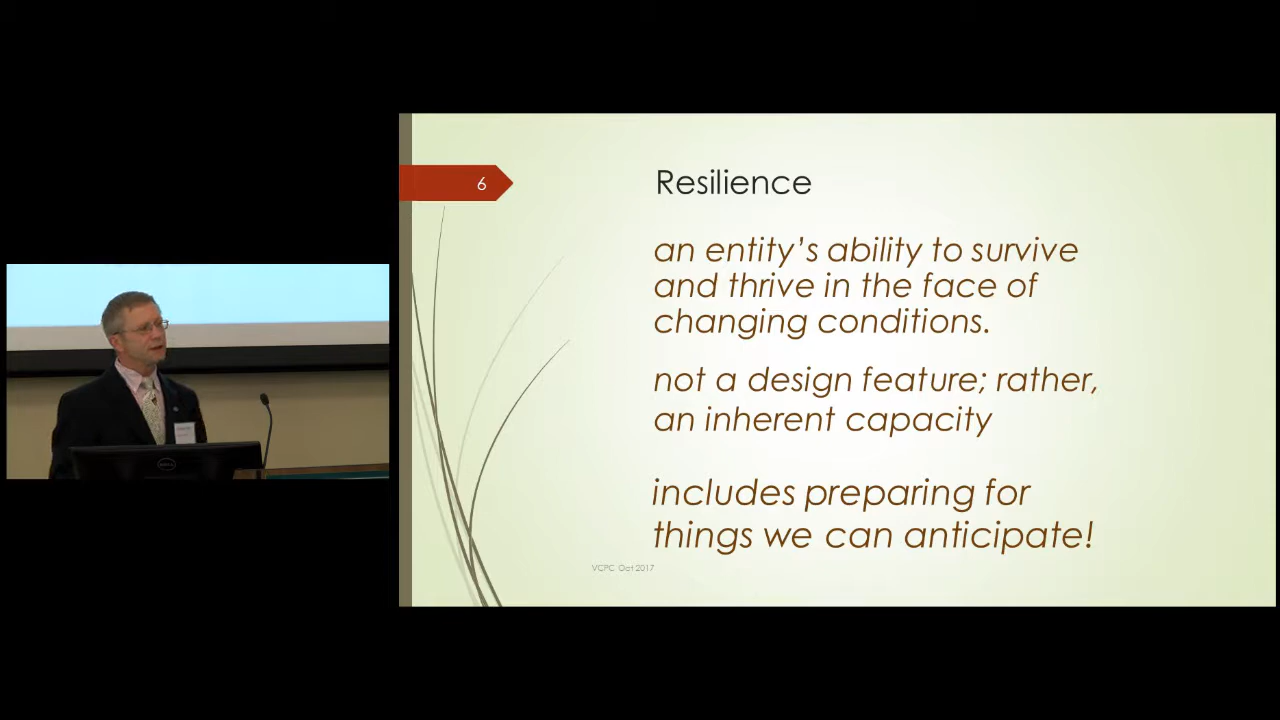 6
Resilience
an entity’s ability to survive
and thrive in the face of
changing conditions.
not a design feature; rather,
an inherent capacity
includes preparing for
things we can anticipate!
VCPC Oct 2017
DELL